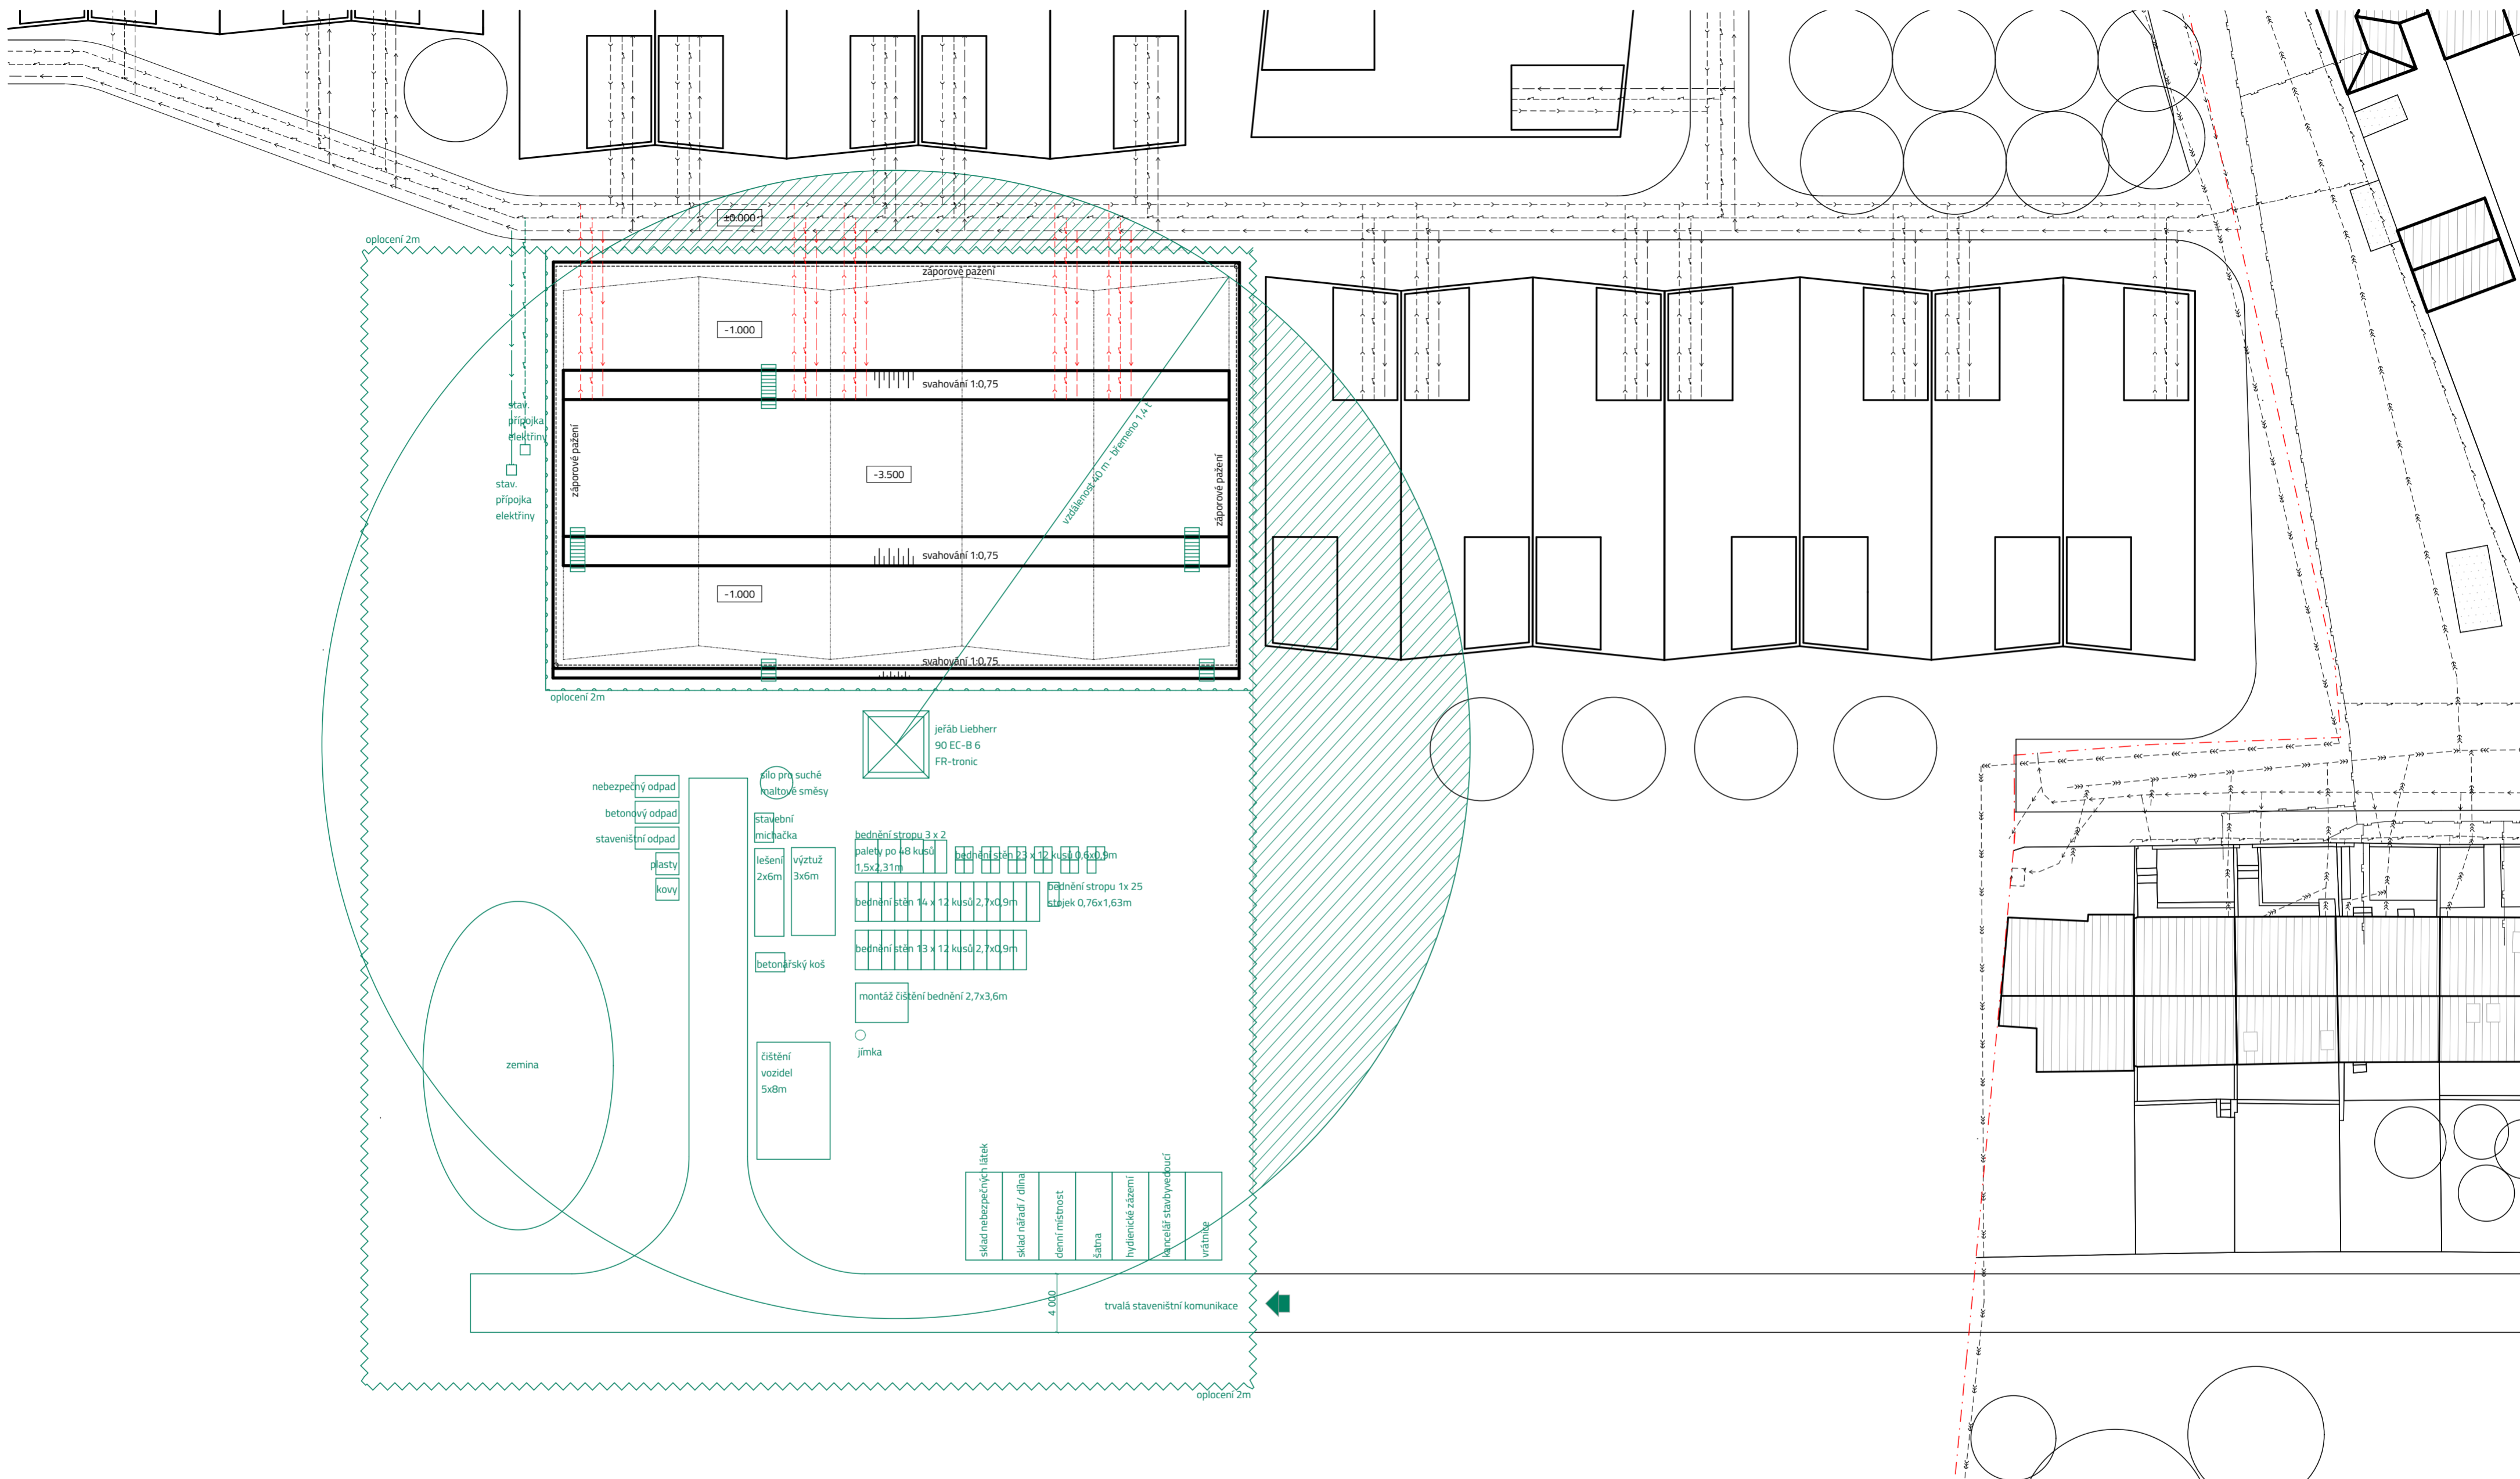 ±0.000
oplocení 2m
záporové pažení
-1.000
svahování 1:0,75
stav.
přípojka
elektřiny
záporové pažení
-3.500
vzdálenost 40 m - břemeno 1,4 t
záporové pažení
stav.
přípojka
elektřiny
svahování 1:0,75
-1.000
svahování 1:0,75
oplocení 2m
jeřáb Liebherr
90 EC-B 6
FR-tronic
nebezpečný odpad
betonový odpad
staveništní odpad
plasty
kovy
silo pro suché
maltové směsy
stavební
míchačka
lešení
2x6m
výztuž
3x6m
bednění stropu 3 x 2
palety po 48 kusů
1,5x2,31m
bednění stěn 23 x 12 kusů 0,6x0,9m
bednění stropu 1x 25
stojek 0,76x1,63m
bednění stěn 14 x 12 kusů 2,7x0,9m
bednění stěn 13 x 12 kusů 2,7x0,9m
betonářský koš
montáž čištění bednění 2,7x3,6m
jímka
zemina
čištění
vozidel
5x8m
sklad nebezpečných látek
sklad nářadí / dílna
denní místnost
šatna
hydienické zázemí
kancelář stavbyvedoucí
vrátnice
4 000
trvalá staveništní komunikace
oplocení 2m